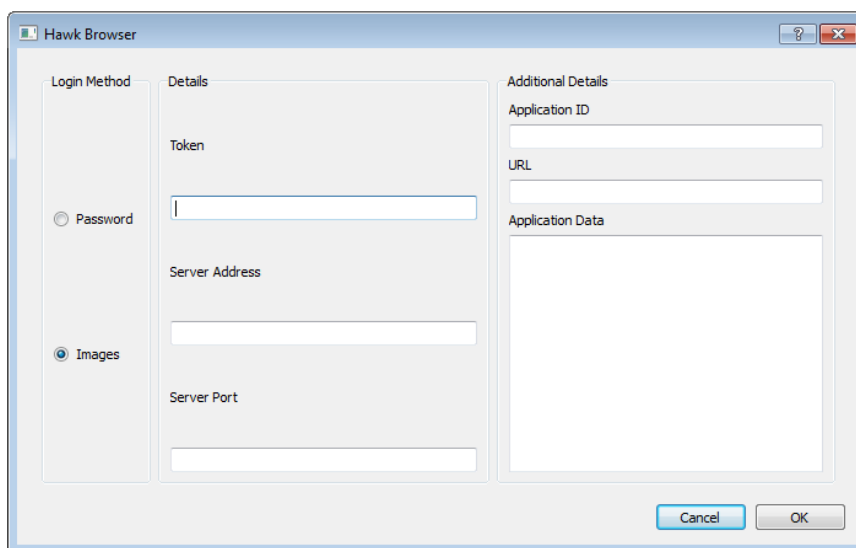 Hawk Browser
Login Method
Password
Images
Details
Token
Server Address
Server Port
Additional Details
Application ID
URL
Application Data
Cancel
OK